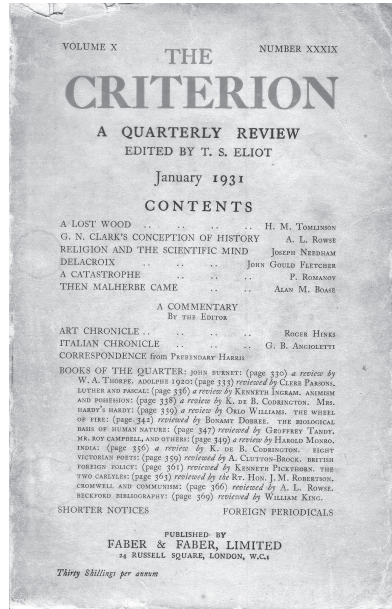 VOLUME X NUMBER XXXIX
THE
CRITERION
A QUARTERLY REVIEW
EDITED BY T. S. ELIOT
January 1931
CONTENTS
A LOST WOOD .. .. .. .. H. M. TOMLINSON
G. N. CLARK'S CONCEPTION OF HISTORY A. L. ROWSE
RELIGION AND THE SCIENTIFIC MIND JOSEPH NEEDHAM
DELACROIX .. .. .. JOHN GOULD FLETCHER
A CATASTROPHE .. .. .. P. ROMANOV
THEN MALHERBE CAME .. .. ALAN M. BOASE
A COMMENTARY
BY THE EDITOR
ART CHRONICLE .. .. .. .. ROGER HINKS
ITALIAN CHRONICLE .. .. .. G. B. ANGIOLETTI
CORRESPONDENCE from PREBENDARY HARRIS
BOOKS OF THE QUARTER: JOHN BURNET: (page 330) a review by
W. A. THORPE. ADOLPHE 1920: (page 333) reviewed by CLERE PARSONS.
LUTHER AND PASCAL: (page 336) a review by KENNETH INGRAM. ANIMISM
AND POHESION: (page 338) a review by K. DE B. CODRINGTON. MRS.
HARDY'S HARDY: (page 339) a review by ORLO WILLIAMS. THE WHEEL
OF FIRE: (page 341) reviewed by BONAMY DOBREE. THE BIOLOGICAL
BASIS OF HUMAN NATURE: (page 347) reviewed by GEOFFREY TANDY.
MR. ROY CAMPBELL, AND OTHERS: (page 349) a review by HAROLD MONRO.
INDIA: (page 356) a review by K. DE B. CODRINGTON. EIGHT
VICTORIAN POETS: (page 359) reviewed by A. CLUTTON-BROCK. BRITISH
FOREIGN POLICY: (page 361) reviewed by KENNETH PICKTHORN. THE
TWO CARLYLES: (page 363) reviewed by the RT. HON. J. M. ROBERTSON.
CROMWELL AND COMMUNISM: (page 366) reviewed by A. L. ROWSE.
BECKFORD BIBLIOGRAPHY: (page 369) reviewed by WILLIAM KING.
SHORTER NOTICES FOREIGN PERIODICALS
PUBLISHED BY
FABER & FABER, LIMITED
24 RUSSELL SQUARE, LONDON, W.C.1
Thirty Shillings per annum